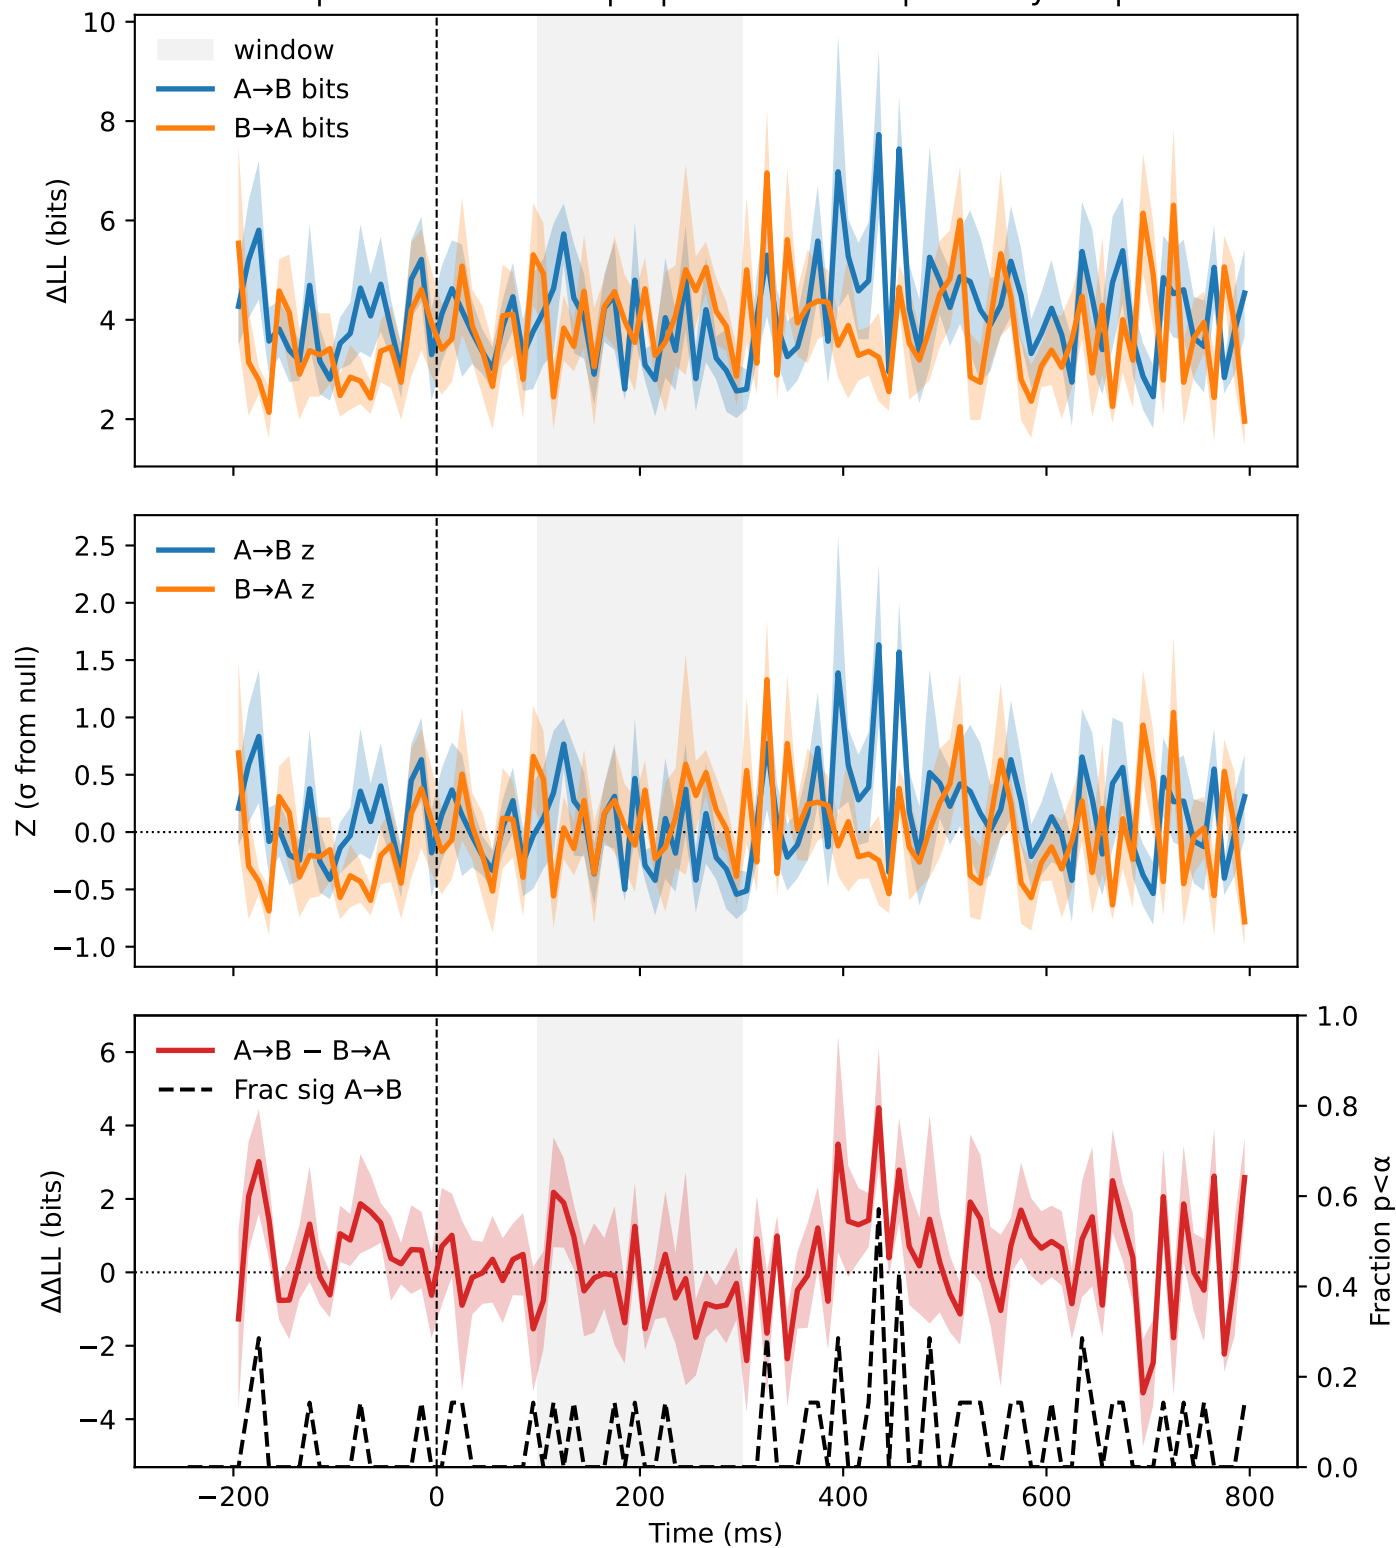 10
8
6
4
2
ΔLL (bits)
window
A→B bits
B→A bits
2.5
2.0
1.5
1.0
0.5
0.0
−0.5
−1.0
Z (σ from null)
A→B z
B→A z
6
4
2
0
−2
−4
ΔΔLL (bits)
A→B − B→A
Frac sig A→B
1.0
0.8
0.6
0.4
0.2
0.0
Fraction p<α
−200
0
200
400
600
800
Time (ms)